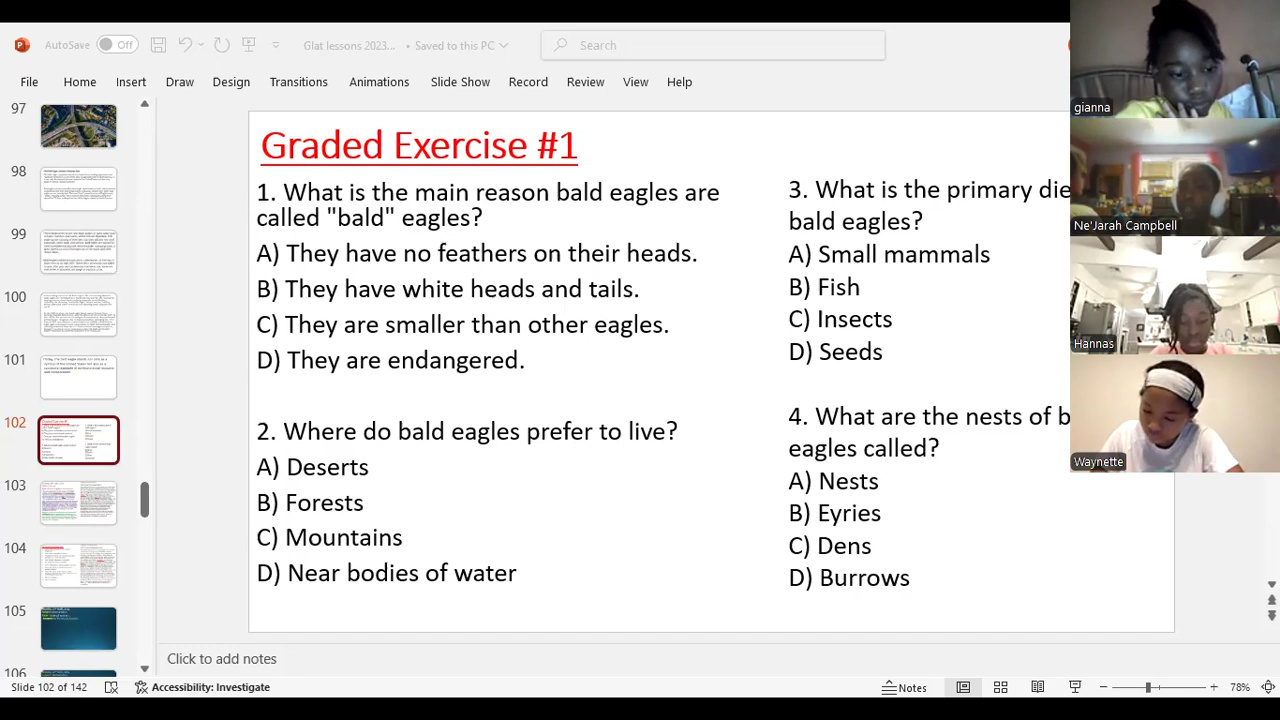 AutoSave
Off
Glat lessons 2023... • Saved to this PC
Search
File Home Insert Draw Design Transitions Animations Slide Show Record Review View Help
97
98
99
100
101
102
103
104
105
106
Graded Exercise #1
1. What is the main reason bald eagles are
called "bald" eagles?
A) They have no feathers on their heads.
B) They have white heads and tails.
C) They are smaller than other eagles.
D) They are endangered.
2. Where do bald eagles prefer to live?
A) Deserts
B) Forests
C) Mountains
D) Near bodies of water
3. What is the primary die
bald eagles?
A) Small mammals
B) Fish
C) Insects
D) Seeds
4. What are the nests of b
eagles called?
A) Nests
B) Eyries
C) Dens
D) Burrows
gianna
Ne'Jarah Campbell
Hannas
Waynette
Click to add notes
Slide 102 of 142
Accessibility: Investigate
Notes
78%